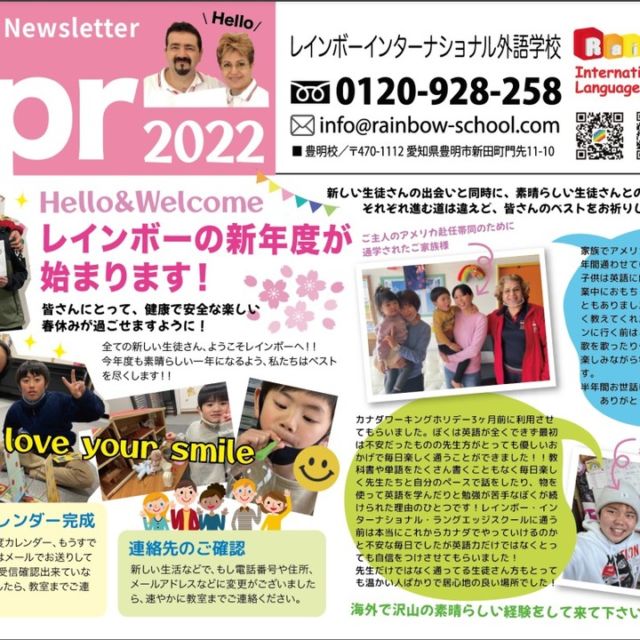 Newsletter
Hello
pr
2022
レインボーインターナショナル外語学校
0120-928-258
info@rainbow-school.com
■ 豊明校/〒470-1112 愛知県豊明市新田町門先11-10
Rai
Internati
Language
Hello&Welcome
レインボーの新年度が
始まります!
皆さんにとって、健康で安全な楽しい
春休みが過ごせますように!
全ての新しい生徒さん、ようこそレインボーへ!!
今年度も素晴らしい一年になるよう、私たちはベスト
を尽くします!!
新しい生徒さんの出会いと同時に、素晴らしい生徒さんとの
それぞれ進む道は違えど、皆さんのベストをお祈りし
ご主人のアメリカ赴任帯同のために
通学されたご家族様
家族でアメリ
年間通わせてい
子供は英語に
業中におもち
ともありまし
く教えてくれ
ンに行く前は
歌を歌ったり
楽しみながら
す。
半年間お世話
ありがと
カナダワーキングホリデー3ヶ月前に利用させ
てもらいました。ぼくは英語が全くできず最初
は不安だったものの先生方がとっても優しいお
かげで毎日楽しく通うことができました!!教
科書や単語をたくさん書くこともなく毎日楽し
く先生たちと自分のペースで話をしたり、物を
使って英語を学んだりと勉強が苦手なぼくが続
けられた理由のひとつです!レインボー・インター
ナショナル・ラングエッジスクールに通う
前は本当にこれからカナダでやっていけるのか
と不安な毎日でしたが英語力だけではなくとっ
ても自信をつけさせてもらいました!
先生だけではなく通ってる生徒さん方もとって
も温かい人ばかりで居心地の良い場所でした!
love your smile
レンダー完成
度カレンダー、もうすぐ
はメールでお送りして
受信確認出来ていな
したら、教室までご連
連絡先のご確認
新しい生活などで、もし電話番号や住所、
メールアドレスなどに変更がございました
ら、速やかに教室までご連絡ください。
海外で沢山の素晴らしい経験をして来て下さい